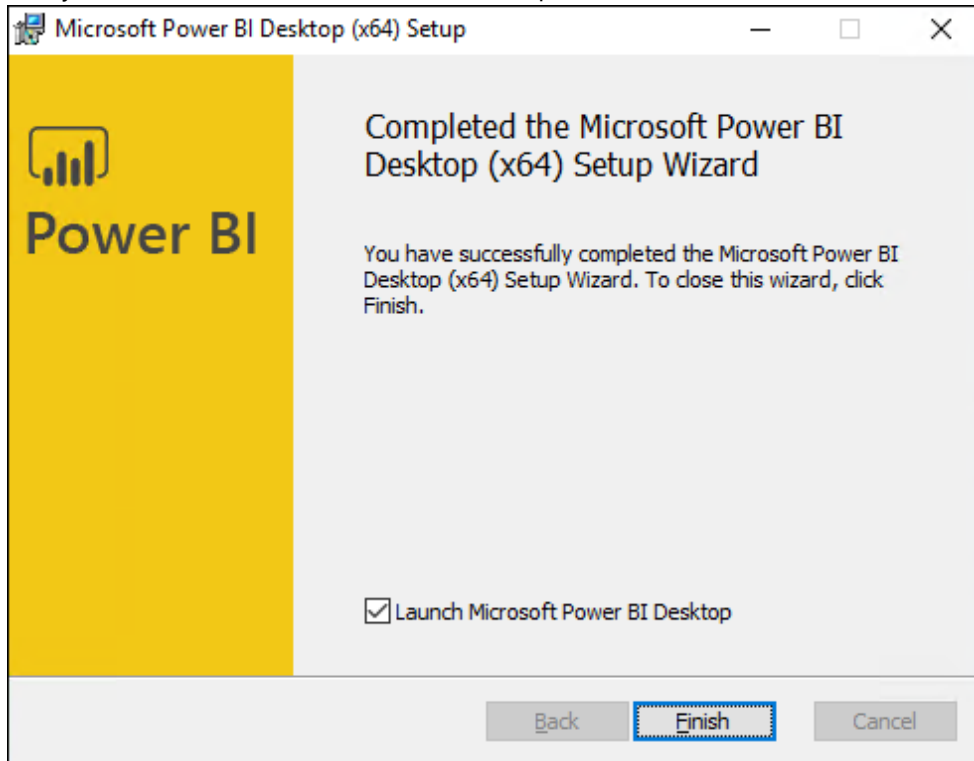 Microsoft Power BI Desktop (x64) Setup
Power BI
Completed the Microsoft Power BI
Desktop (x64) Setup Wizard
You have successfully completed the Microsoft Power BI
Desktop (x64) Setup Wizard. To close this wizard, click
Finish.
Launch Microsoft Power BI Desktop
Back Finish Cancel